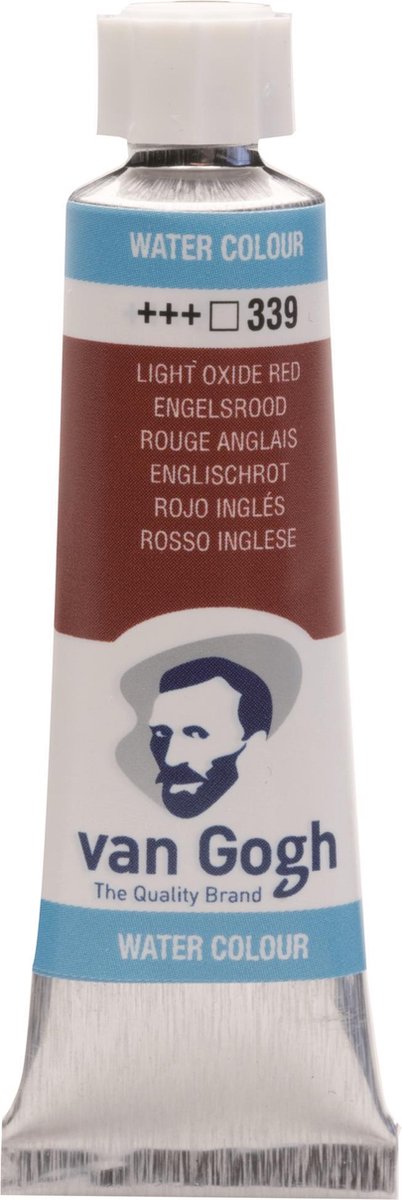 WATER COLOUR
+++ □ 339
LIGHT OXIDE RED
ENGELSROOD
ROUGE ANGLAIS
ENGLISCHROT
ROJO INGLÉS
ROSSO INGLESE
van Gogh
The Quality Brand
WATER COLOUR